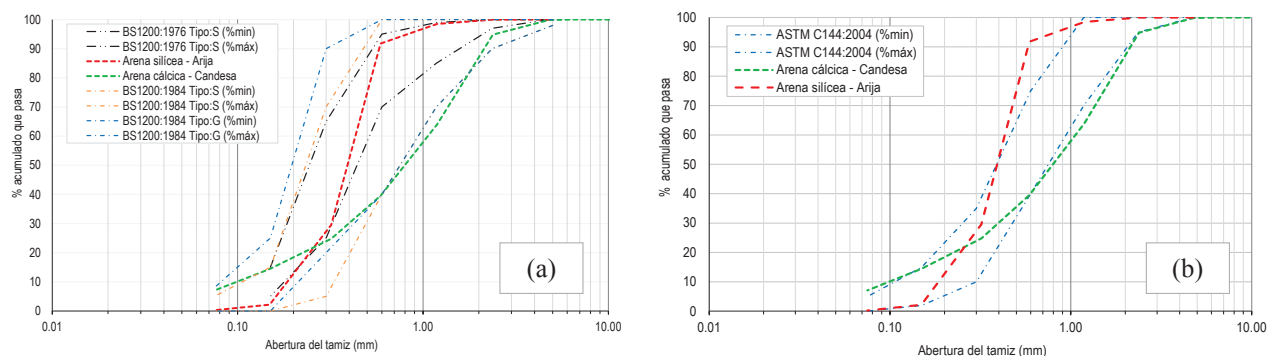 BS1200:1976 Tipo:S (%min)
BS1200:1976 Tipo:S (%máx)
Arena silícea - Arija
Arena cálcica - Candesa
BS1200:1984 Tipo:S (%min)
BS1200:1984 Tipo:S (%máx)
BS1200:1984 Tipo:G (%min)
BS1200:1984 Tipo:G (%máx)
% acumulado que pasa
100
90
80
70
60
50
40
30
20
10
0
0.01
0.10
1.00
10.00
Abertura del tamiz (mm)
(a)
ASTM C144:2004 (%min)
ASTM C144:2004 (%máx)
Arena cálcica - Candesa
Arena silícea - Arija
% acumulado que pasa
100
90
80
70
60
50
40
30
20
10
0
0.01
0.10
1.00
10.00
Abertura del tamiz (mm)
(b)